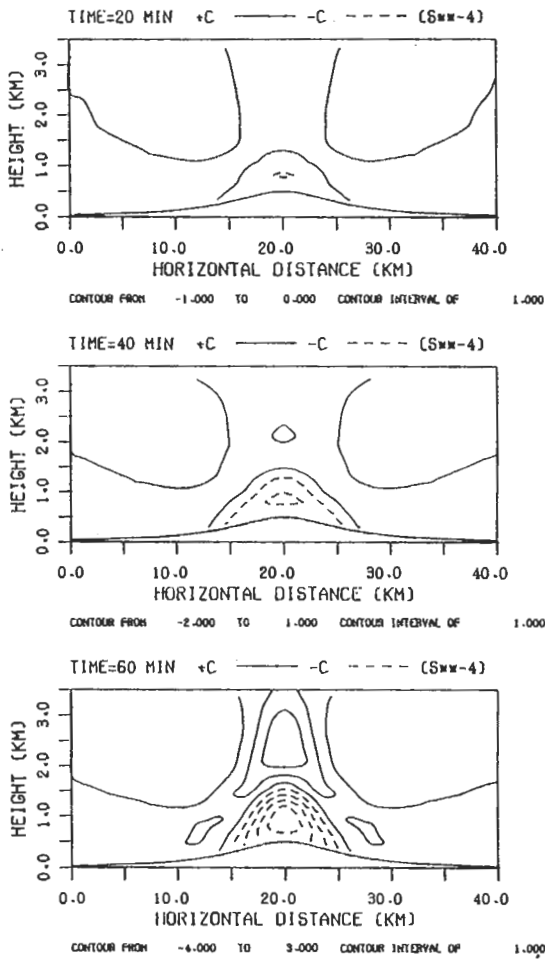 TIME=20 MIN +C —— -C ---- (S**-4)
3.0
2.0
1.0
0.0
HEIGHT (KM)
0.0 10.0 20.0 30.0 40.0
HORIZONTAL DISTANCE (KM)
CONTOUR FROM -1.000 TO 0.000 CONTOUR INTERVAL OF 1.000
TIME=40 MIN +C —— -C ---- (S**-4)
3.0
2.0
1.0
0.0
HEIGHT (KM)
0.0 10.0 20.0 30.0 40.0
HORIZONTAL DISTANCE (KM)
CONTOUR FROM -2.000 TO 1.000 CONTOUR INTERVAL OF 1.000
TIME=60 MIN +C —— -C ---- (S**-4)
3.0
2.0
1.0
0.0
HEIGHT (KM)
0.0 10.0 20.0 30.0 40.0
HORIZONTAL DISTANCE (KM)
CONTOUR FROM -4.000 TO 3.000 CONTOUR INTERVAL OF 1.000